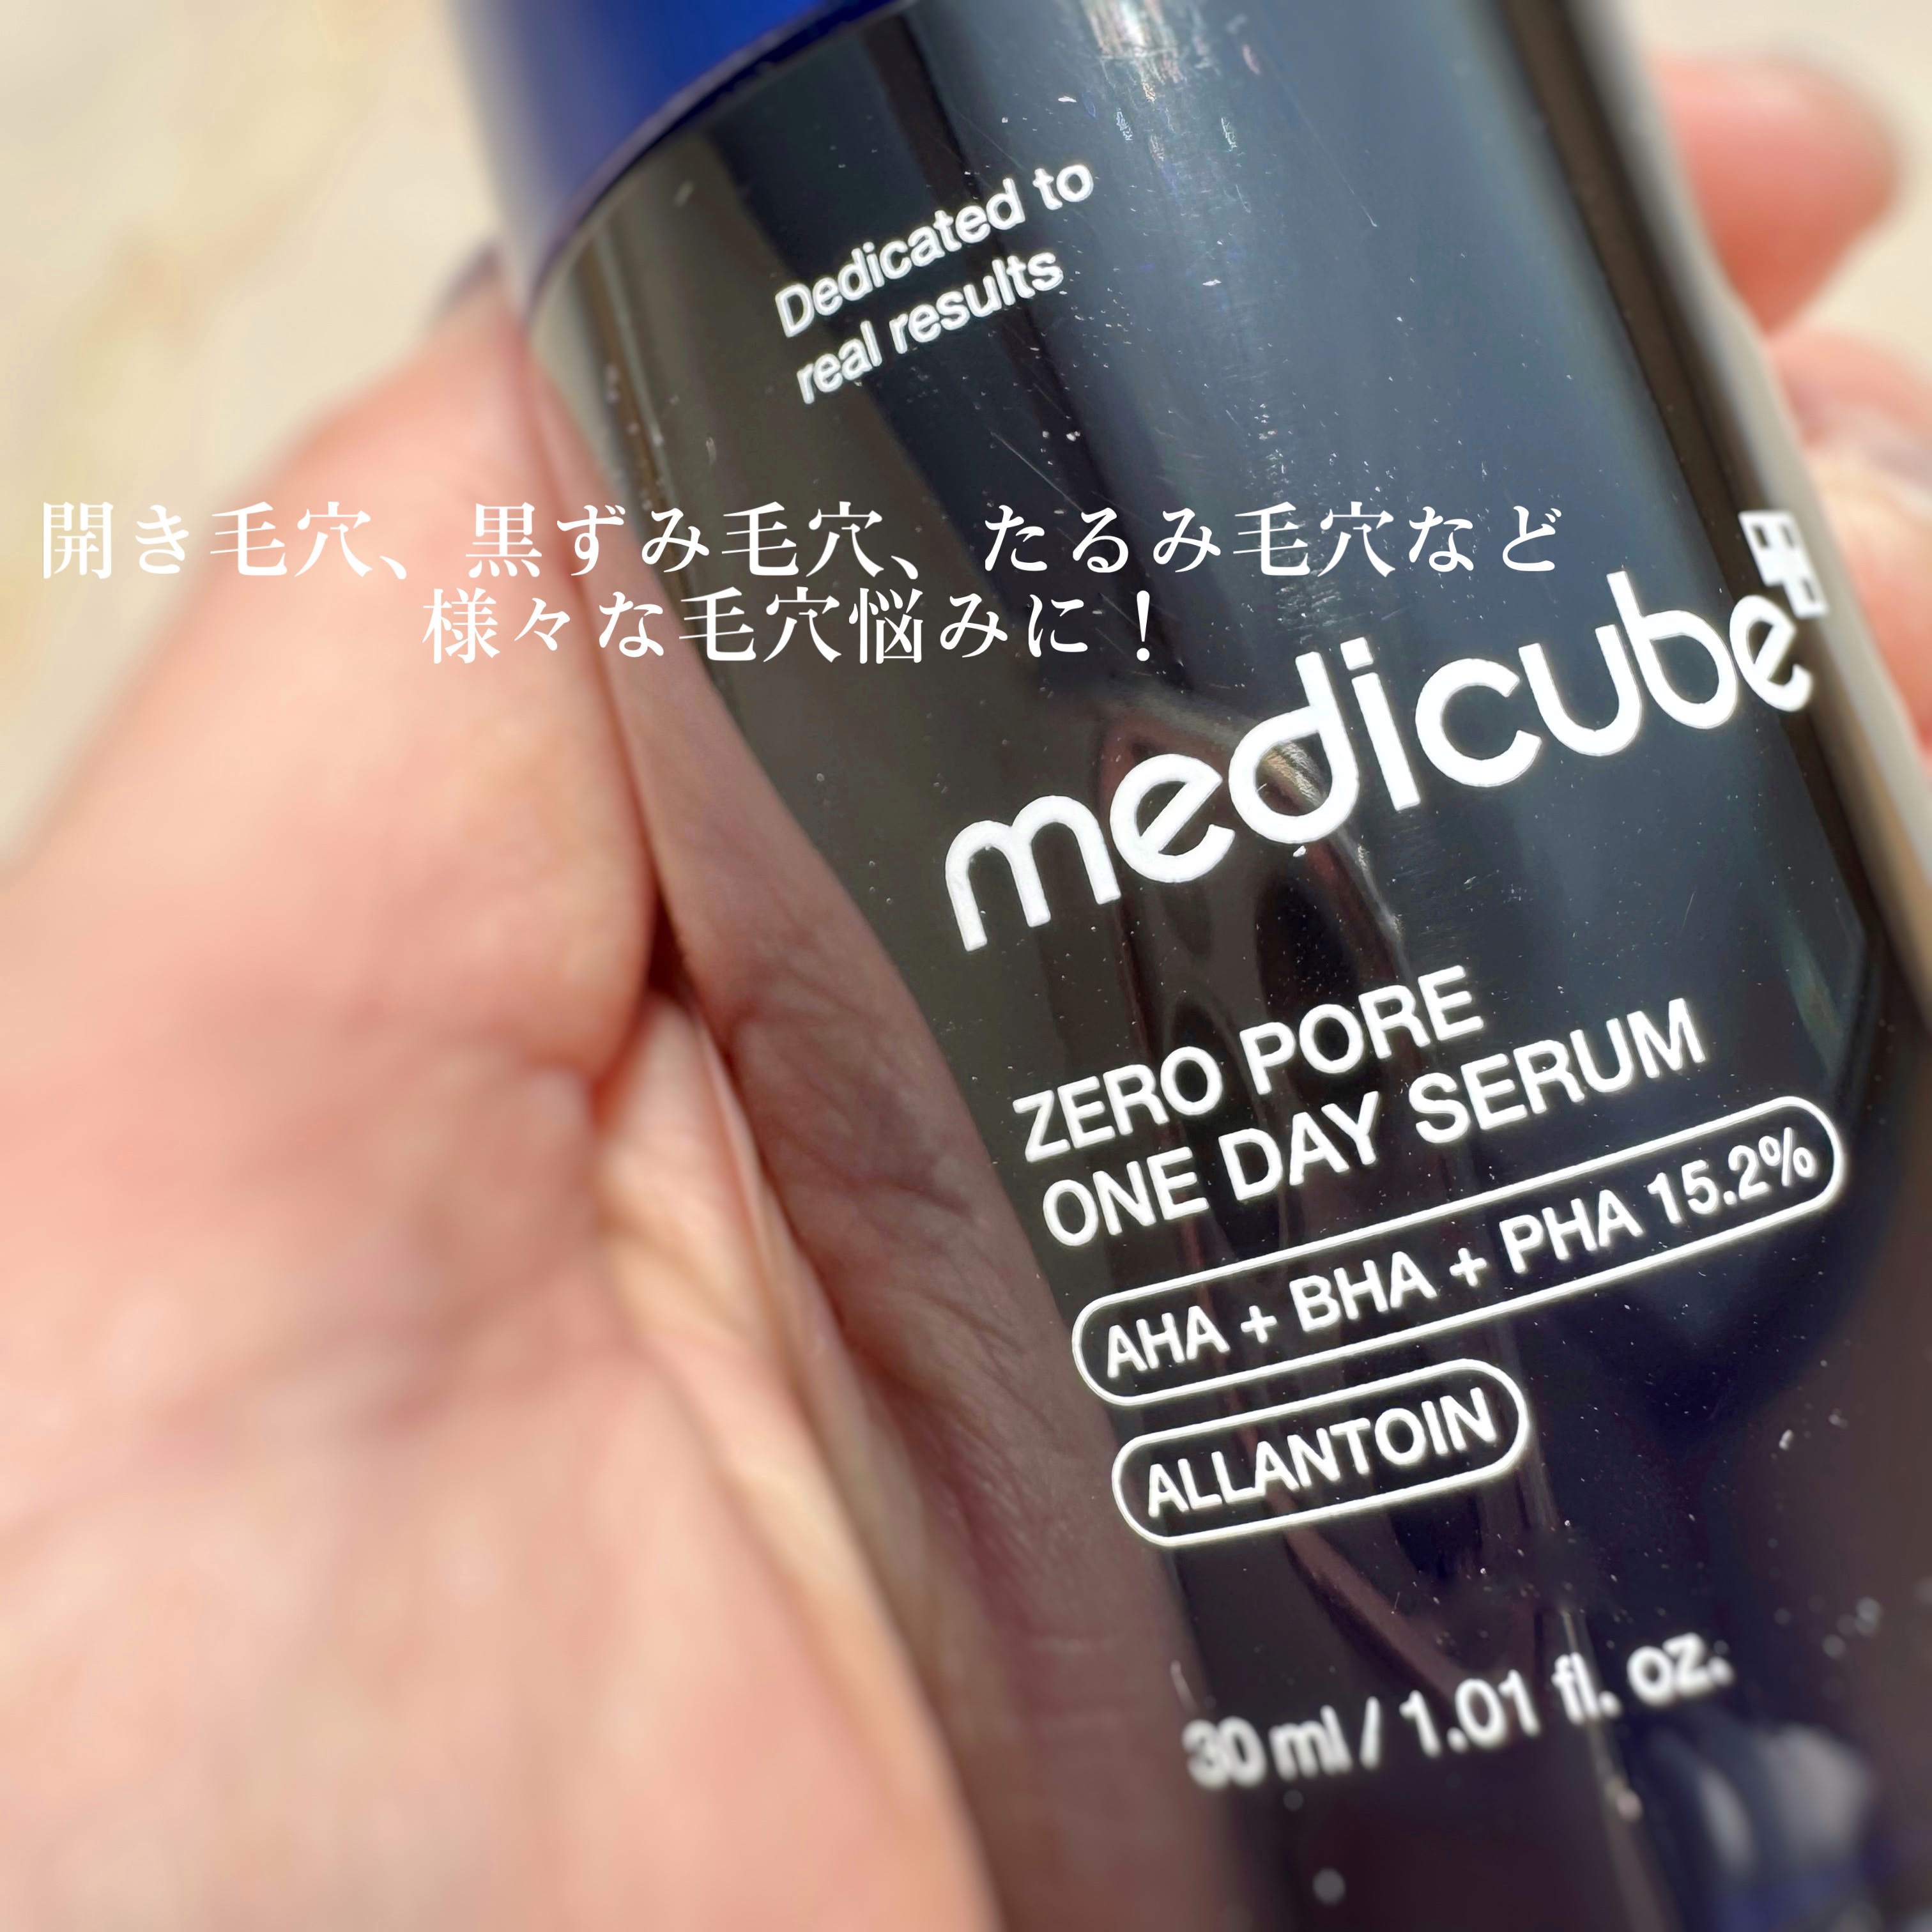 Dedicated to
real results
開き毛穴、黒ずみ毛穴、たるみ毛穴など
様々な毛穴悩みに！
medicube
ZERO PORE
ONE DAY SERUM
AHA + BHA + PHA 15.2%
ALLANTOIN
30 ml / 1.01 fl. oz.